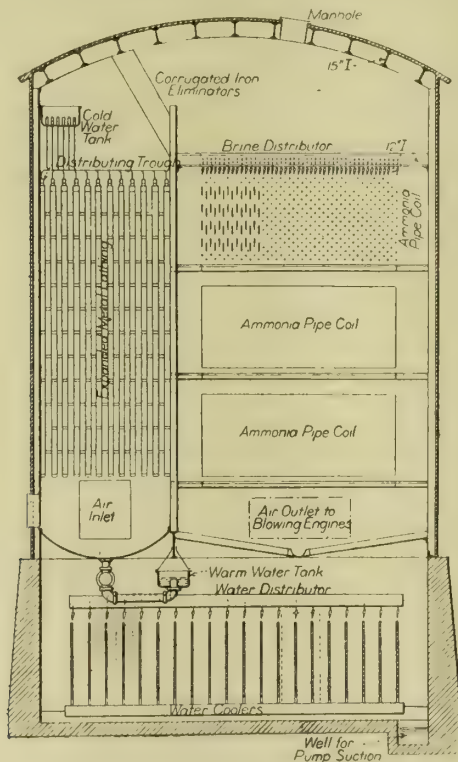 Manhole
15"I
Corrugated Iron
Eliminators
Cold
Water
Tank
Brine Distributor
12"I
Distributing Trough
Ammonia
Pipe Coil
Expanded Metal Lathing
Ammonia Pipe Coil
Ammonia Pipe Coil
Air
Inlet
Air Outlet to
Blowing Engines
Warm Water Tank
Water Distributor
Water Coolers
Well for
Pump Suction